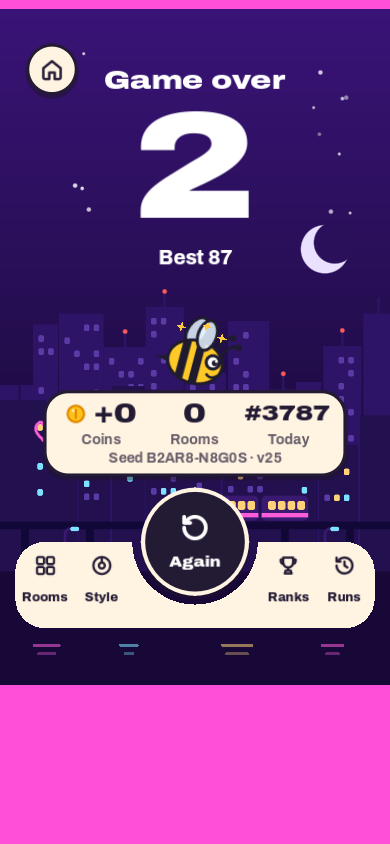 Game over
2
Best 87
+0 0 #3787
Coins Rooms Today
Seed B2AR8-N8G0S · v25
Again
Rooms Style Ranks Runs